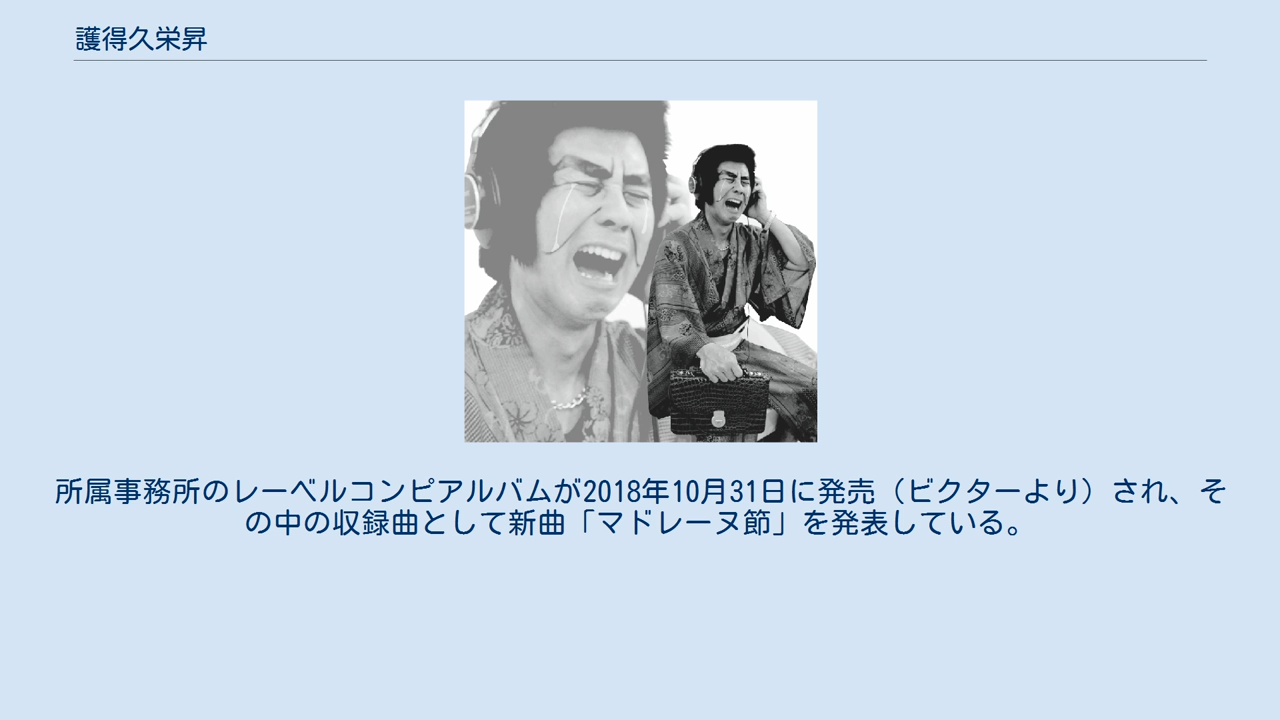 護得久栄昇
所属事務所のレーベルコンピアルバムが2018年10月31日に発売（ビクターより）され、そ
の中の収録曲として新曲「マドレーヌ節」を発表している。